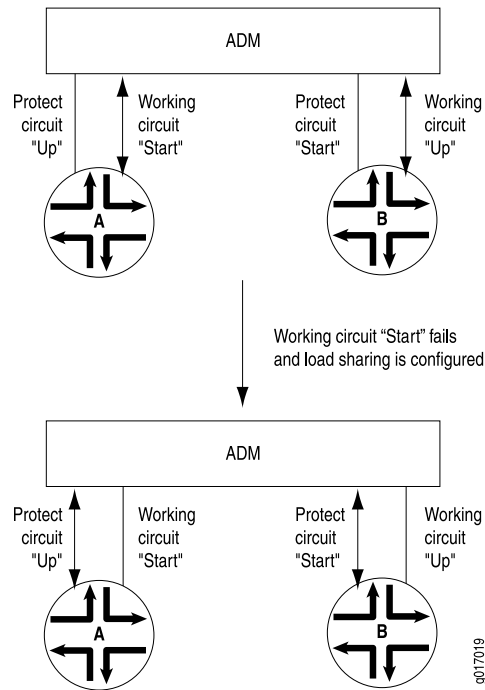 ADM
Protect
circuit
"Up"
Working
circuit
"Start"
Protect
circuit
"Start"
Working
circuit
"Up"
A
B
Working circuit “Start” fails
and load sharing is configured
ADM
Protect
circuit
"Up"
Working
circuit
"Start"
Protect
circuit
"Start"
Working
circuit
"Up"
A
B
g017019